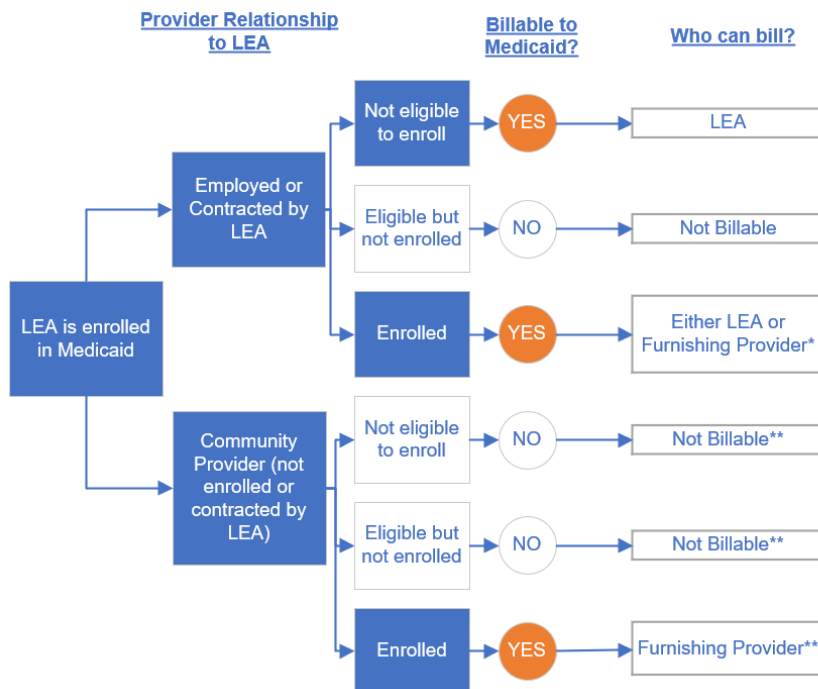 Provider Relationship
to LEA
Billable to
Medicaid?
Who can bill?
LEA is enrolled
in Medicaid
Employed or
Contracted by
LEA
Not eligible
to enroll
YES
LEA
Eligible but
not enrolled
NO
Not Billable
Enrolled
YES
Either LEA or
Furnishing Provider*
Community
Provider (not
enrolled or
contracted by
LEA)
Not eligible
to enroll
NO
Not Billable**
Eligible but
not enrolled
NO
Not Billable**
Enrolled
YES
Furnishing Provider**